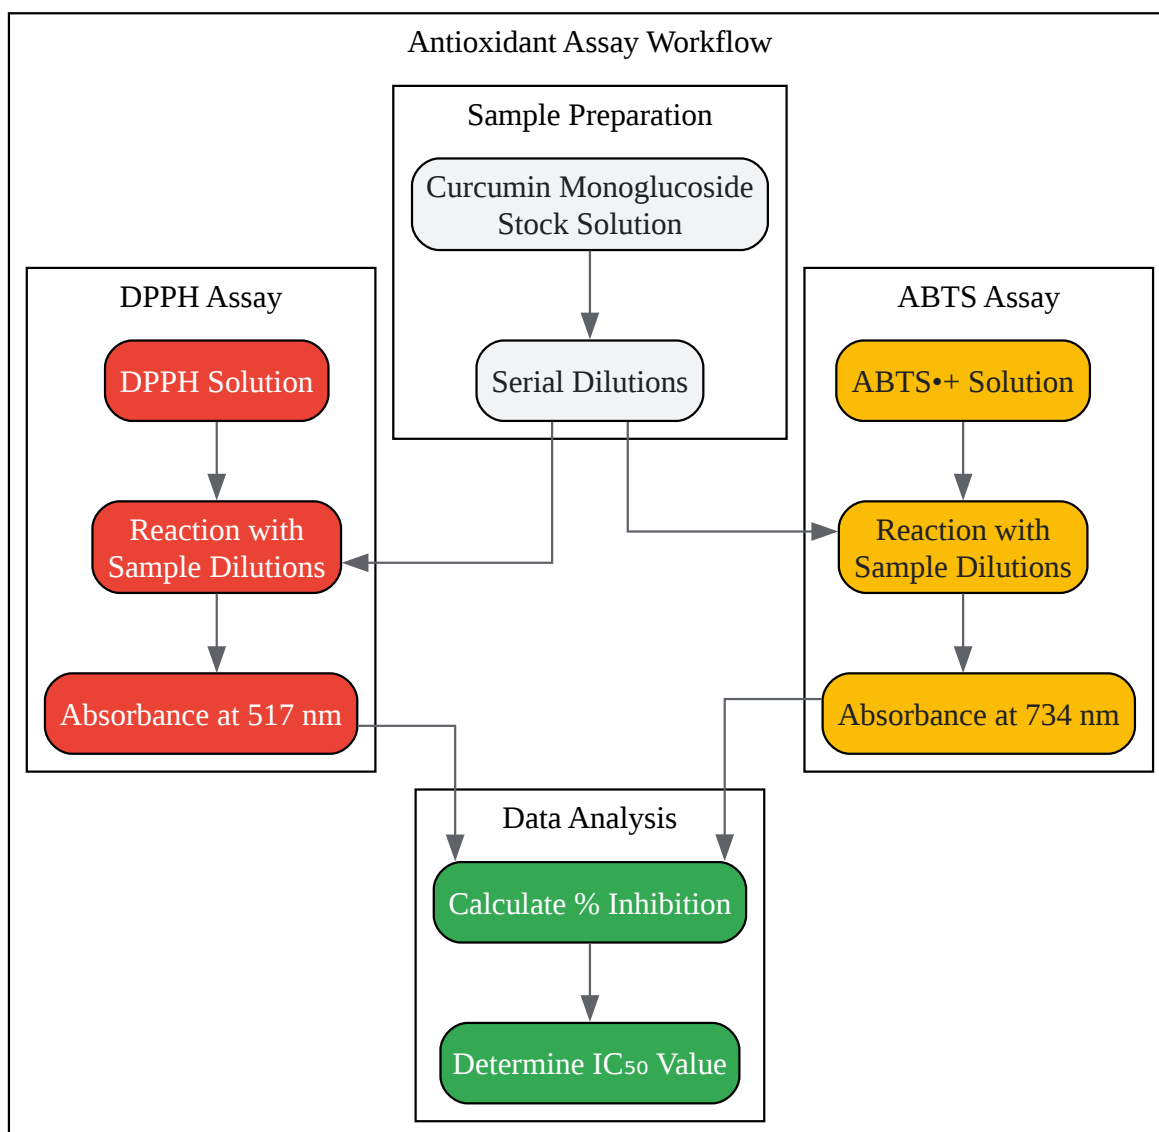 Antioxidant Assay Workflow
Sample Preparation
Curcumin Monoglucoside
Stock Solution
Serial Dilutions
DPPH Assay
DPPH Solution
Reaction with
Sample Dilutions
Absorbance at 517 nm
ABTS Assay
ABTS•+ Solution
Reaction with
Sample Dilutions
Absorbance at 734 nm
Data Analysis
Calculate % Inhibition
Determine IC₅₀ Value